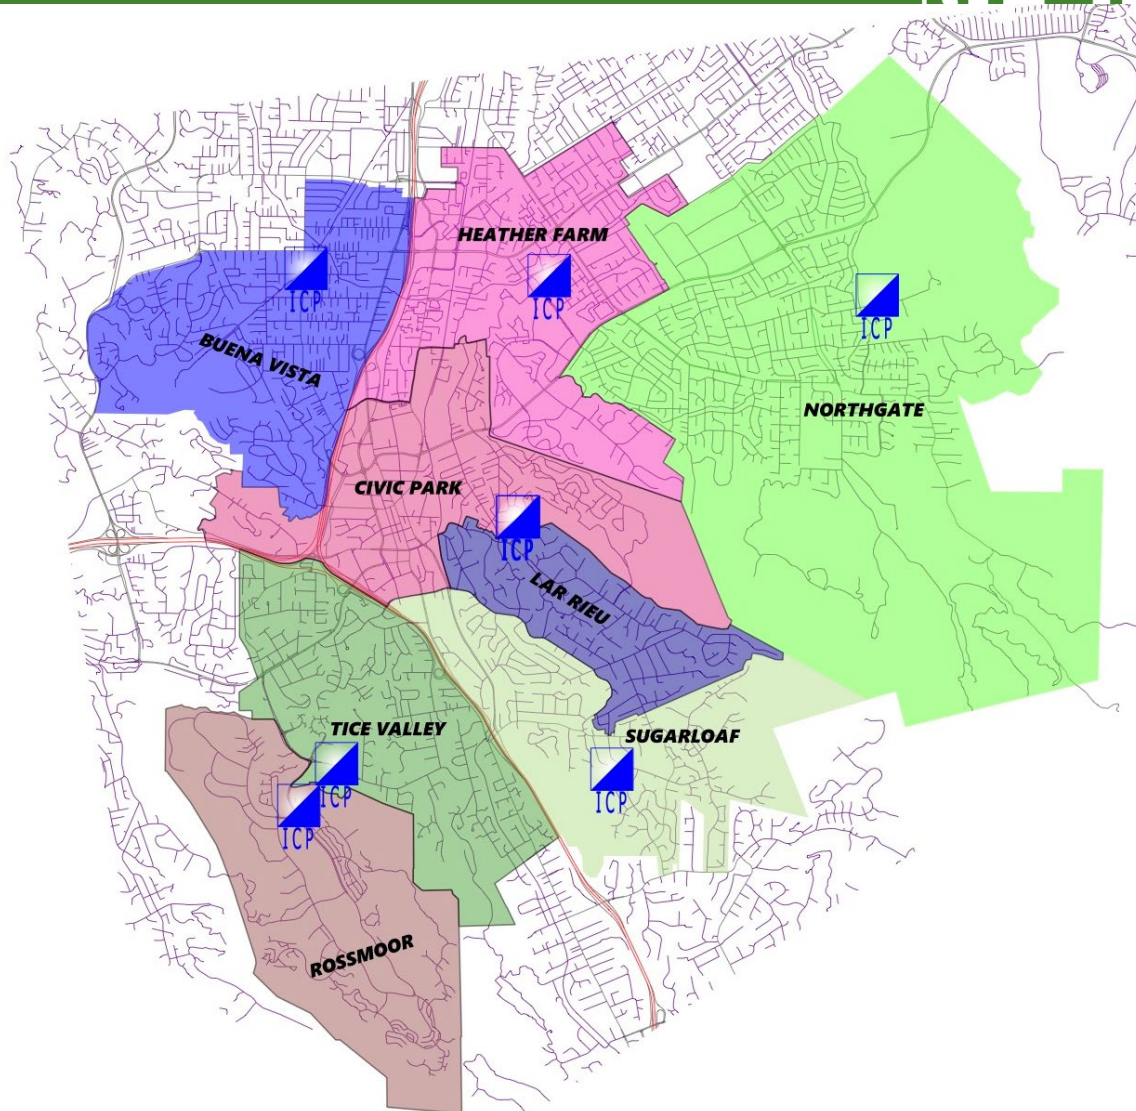 HEATHER FARM
ICP
ICP
ICP
BUENA VISTA
NORTHGATE
CIVIC PARK
ICP
LAR RIEU
TICE VALLEY
SUGARLOAF
ICP
ICP
ICP
ROSSMOOR